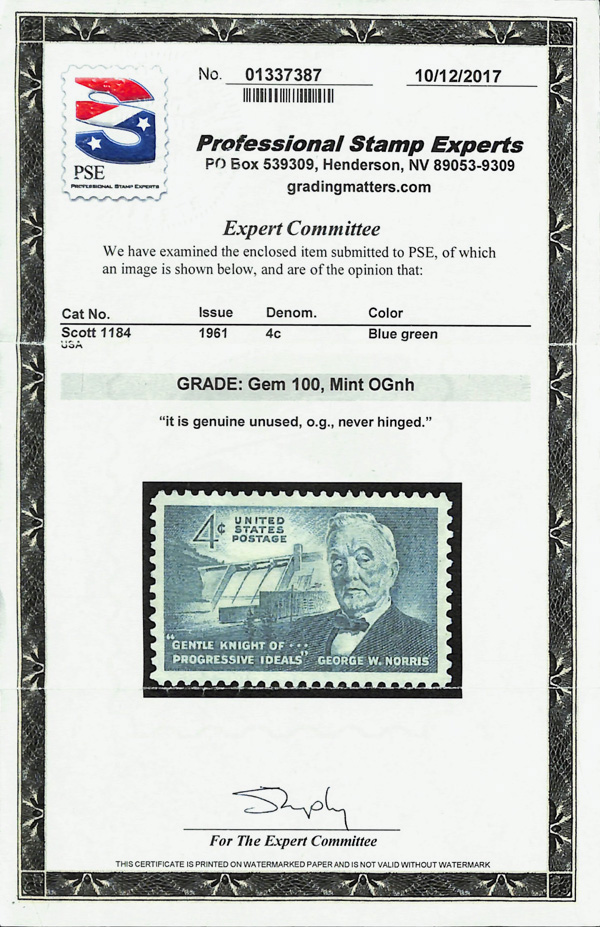 No. 01337387 10/12/2017
PSE
PROFESSIONAL STAMP EXPERTS
Professional Stamp Experts
PO Box 539309, Henderson, NV 89053-9309
gradingmatters.com
Expert Committee
We have examined the enclosed item submitted to PSE, of which
an image is shown below, and are of the opinion that:
Cat No. Issue Denom. Color
Scott 1184 1961 4c Blue green
USA
GRADE: Gem 100, Mint OGnh
“it is genuine unused, o.g., never hinged.”
4¢ UNITED
STATES
POSTAGE
"GENTLE KNIGHT OF ...
PROGRESSIVE IDEALS" GEORGE W. NORRIS
For The Expert Committee
THIS CERTIFICATE IS PRINTED ON WATERMARKED PAPER AND IS NOT VALID WITHOUT WATERMARK